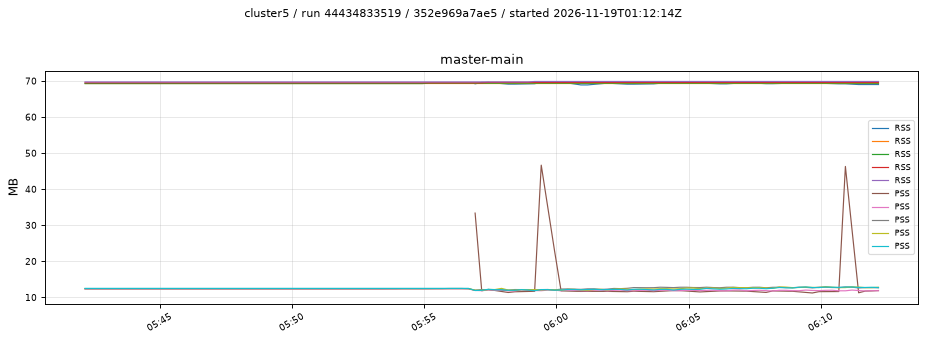 cluster5 / run 44434833519 / 352e969a7ae5 / started 2026-11-19T01:12:14Z
master-main
MB
70
60
50
40
30
20
10
RSS
RSS
RSS
RSS
RSS
PSS
PSS
PSS
PSS
PSS
05:45
05:50
05:55
06:00
06:05
06:10